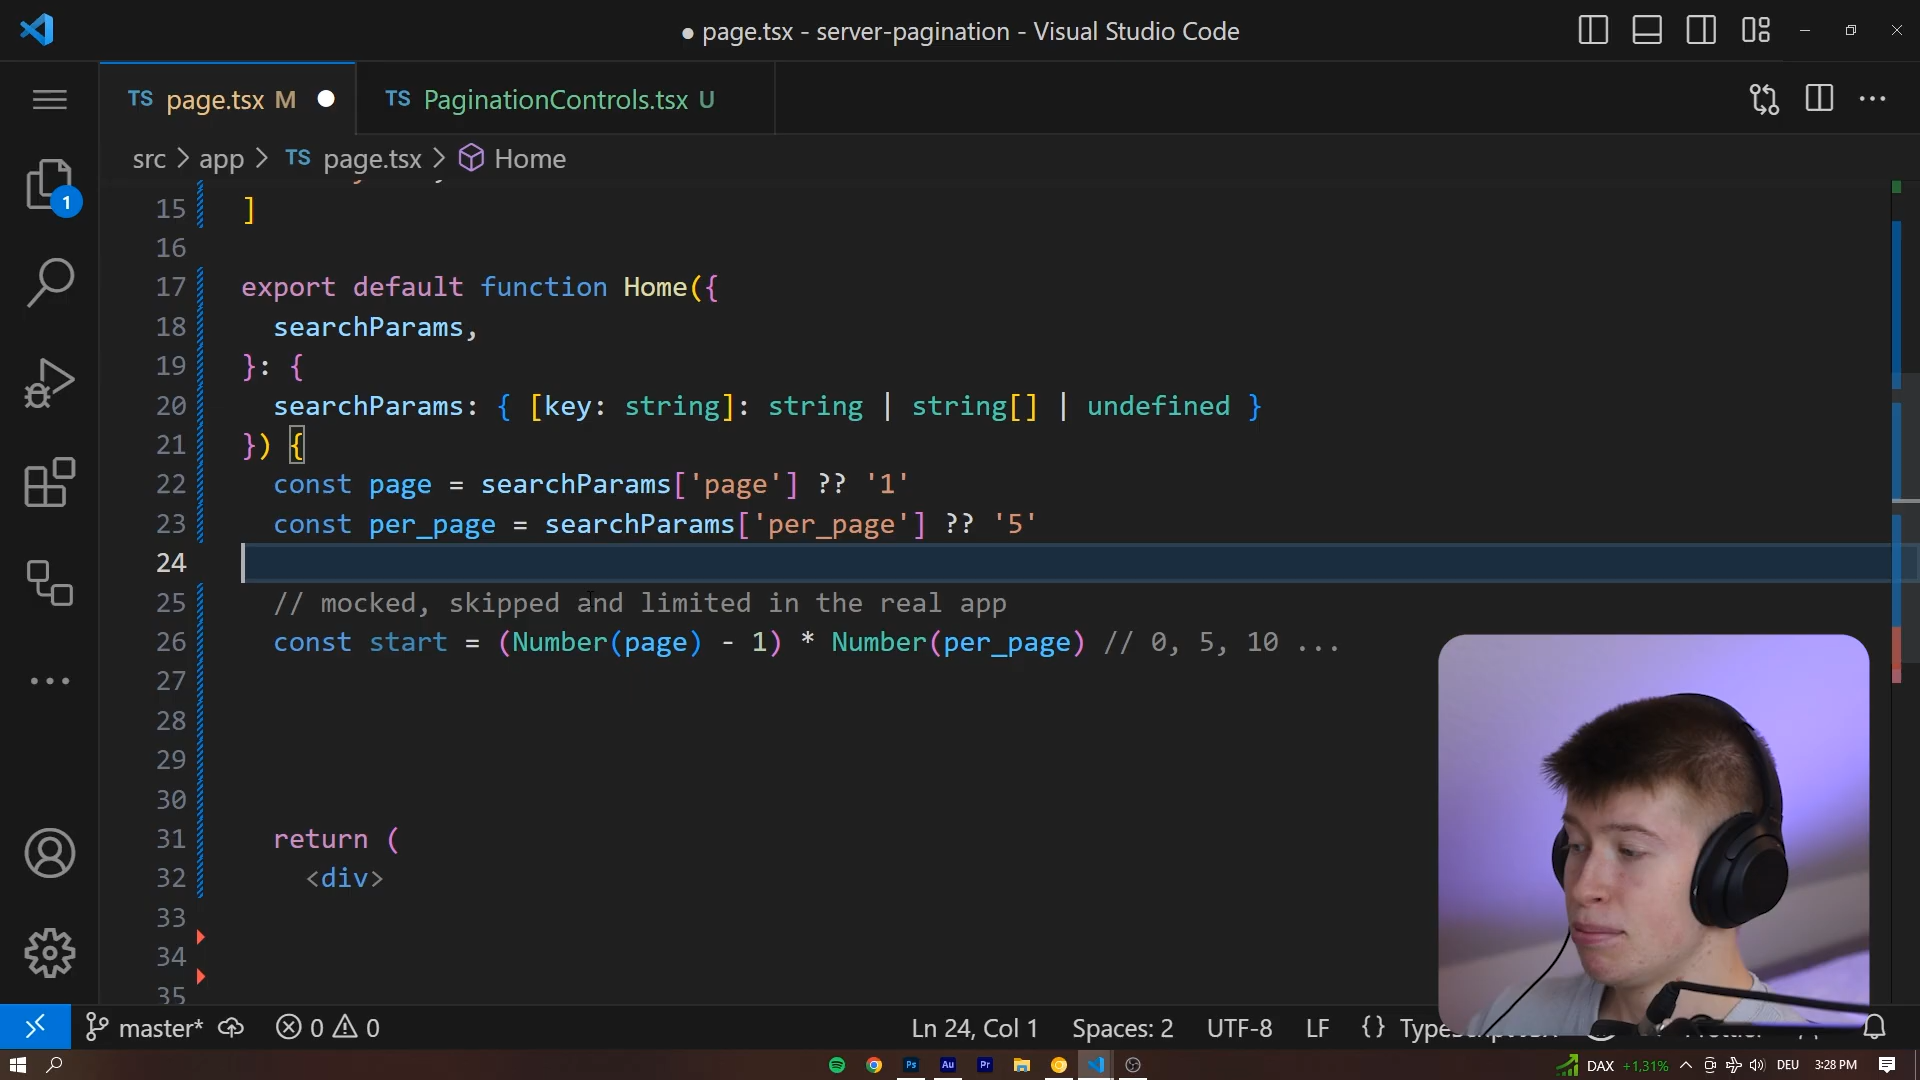 ● page.tsx - server-pagination - Visual Studio Code
TS page.tsx M
TS PaginationControls.tsx U
src > app > TS page.tsx > Home
1
15 ]
16
17 export default function Home({
18 searchParams,
19 }: {
20 searchParams: { [key: string]: string | string[] | undefined }
21 }) {
22 const page = searchParams['page'] ?? '1'
23 const per_page = searchParams['per_page'] ?? '5'
24
25 // mocked, skipped and limited in the real app
26 const start = (Number(page) - 1) * Number(per_page) // 0, 5, 10 ...
27
28
29
30
31 return (
32 <div>
33
34
35
master* 0 0 Ln 24, Col 1 Spaces: 2 UTF-8 LF {}
Ps Au Pr DAX +1,31% DEU 3:28 PM